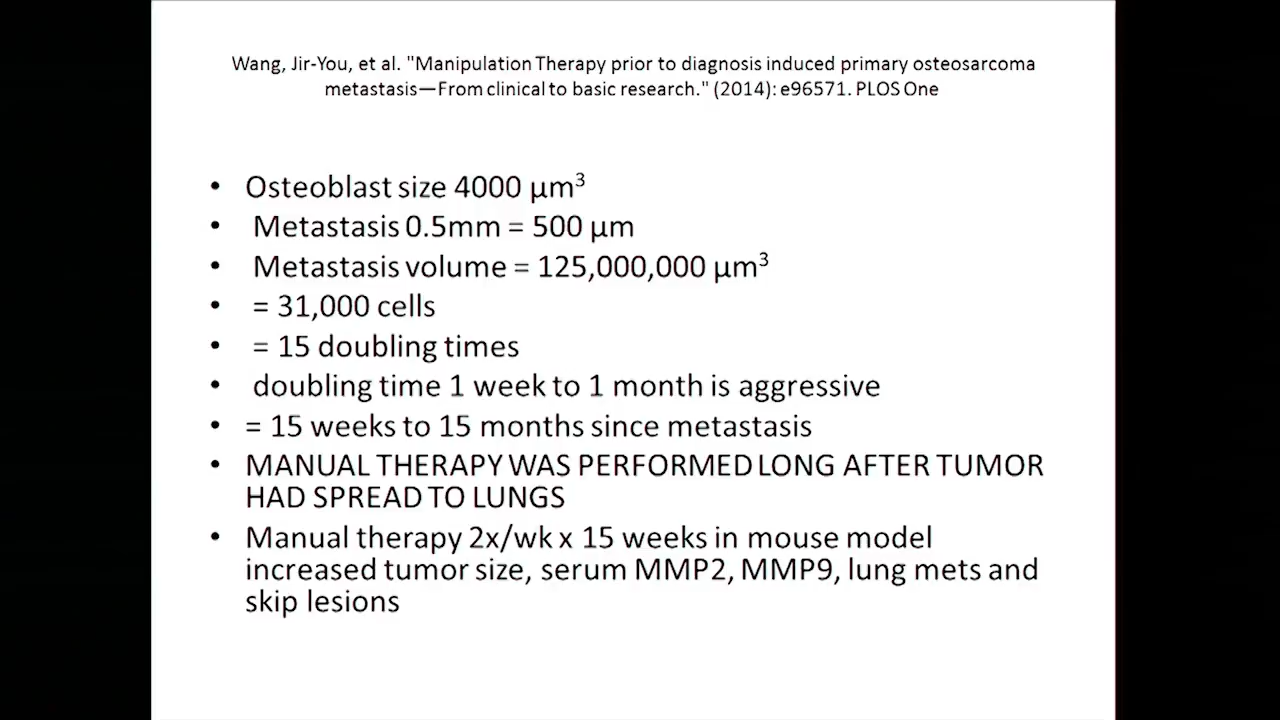 Wang, Jir-You, et al. "Manipulation Therapy prior to diagnosis induced primary osteosarcoma
metastasis—From clinical to basic research." (2014): e96571. PLOS One
• Osteoblast size 4000 µm³
• Metastasis 0.5mm = 500 µm
• Metastasis volume = 125,000,000 µm³
• = 31,000 cells
• = 15 doubling times
• doubling time 1 week to 1 month is aggressive
• = 15 weeks to 15 months since metastasis
• MANUAL THERAPY WAS PERFORMED LONG AFTER TUMOR
HAD SPREAD TO LUNGS
• Manual therapy 2x/wk x 15 weeks in mouse model
increased tumor size, serum MMP2, MMP9, lung mets and
skip lesions